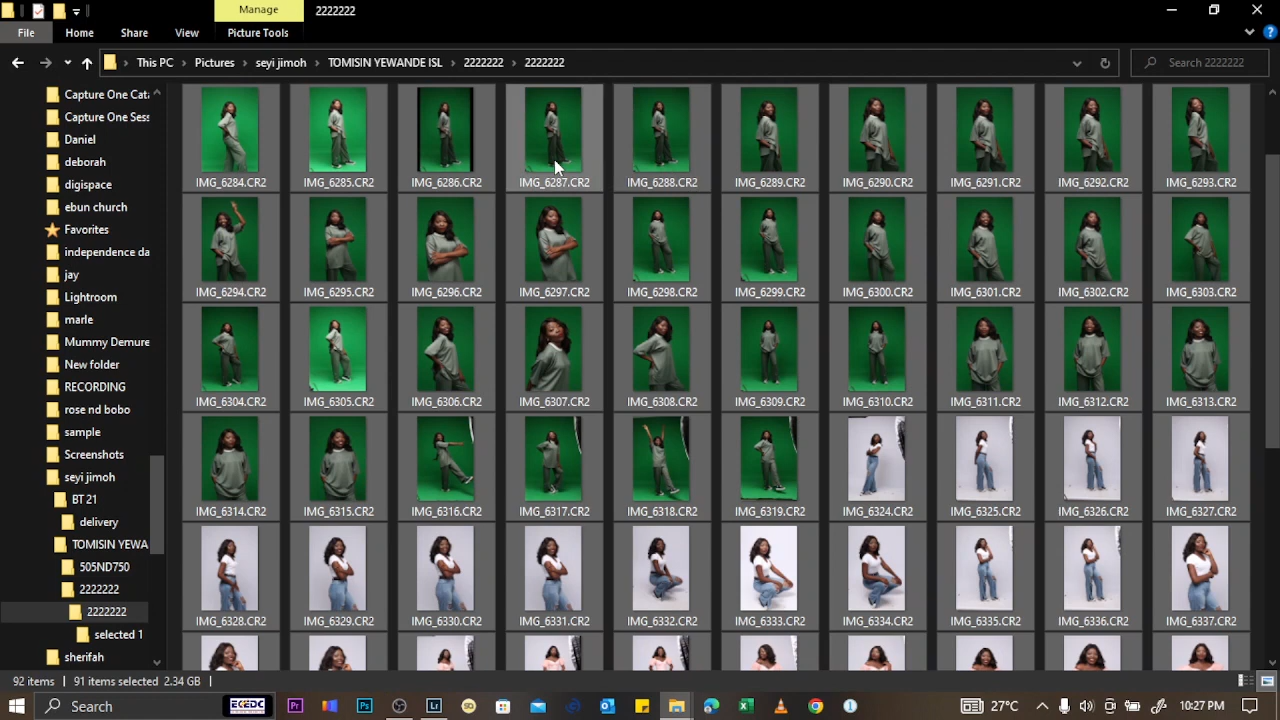 Manage
2222222
File
Home
Share
View
Picture Tools
This PC
Pictures
seyi jimoh
TOMISIN YEWANDE ISL
2222222
2222222
Search 2222222
Capture One Cata
Capture One Sess
Daniel
deborah
digispace
ebun church
Favorites
independence da
jay
Lightroom
marle
Mummy Demure
New folder
RECORDING
rose nd bobo
sample
Screenshots
seyi jimoh
BT 21
delivery
TOMISIN YEWA
505ND750
2222222
2222222
selected 1
sherifah
IMG_6284.CR2
IMG_6285.CR2
IMG_6286.CR2
IMG_6287.CR2
IMG_6288.CR2
IMG_6289.CR2
IMG_6290.CR2
IMG_6291.CR2
IMG_6292.CR2
IMG_6293.CR2
IMG_6294.CR2
IMG_6295.CR2
IMG_6296.CR2
IMG_6297.CR2
IMG_6298.CR2
IMG_6299.CR2
IMG_6300.CR2
IMG_6301.CR2
IMG_6302.CR2
IMG_6303.CR2
IMG_6304.CR2
IMG_6305.CR2
IMG_6306.CR2
IMG_6307.CR2
IMG_6308.CR2
IMG_6309.CR2
IMG_6310.CR2
IMG_6311.CR2
IMG_6312.CR2
IMG_6313.CR2
IMG_6314.CR2
IMG_6315.CR2
IMG_6316.CR2
IMG_6317.CR2
IMG_6318.CR2
IMG_6319.CR2
IMG_6324.CR2
IMG_6325.CR2
IMG_6326.CR2
IMG_6327.CR2
IMG_6328.CR2
IMG_6329.CR2
IMG_6330.CR2
IMG_6331.CR2
IMG_6332.CR2
IMG_6333.CR2
IMG_6334.CR2
IMG_6335.CR2
IMG_6336.CR2
IMG_6337.CR2
92 items
91 items selected 2.34 GB
Search
EKEDC
Pr
Ps
Lr
27°C
10:27 PM